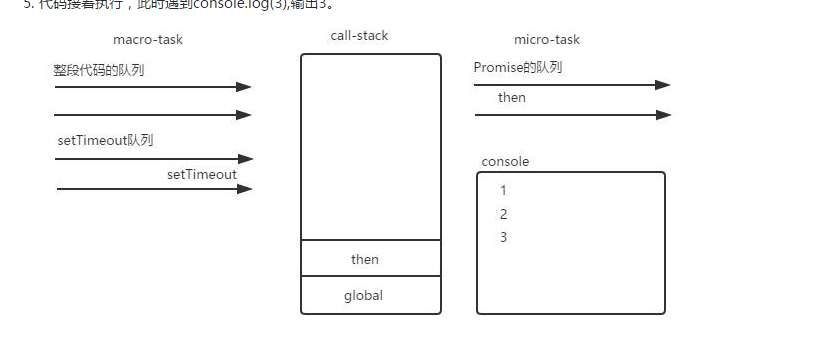 5. 代码接着执行，此时遇到console.log(3),输出3。
macro-task
call-stack
micro-task
整段代码的队列
Promise的队列
then
setTimeout队列
setTimeout
console
1
2
3
then
global